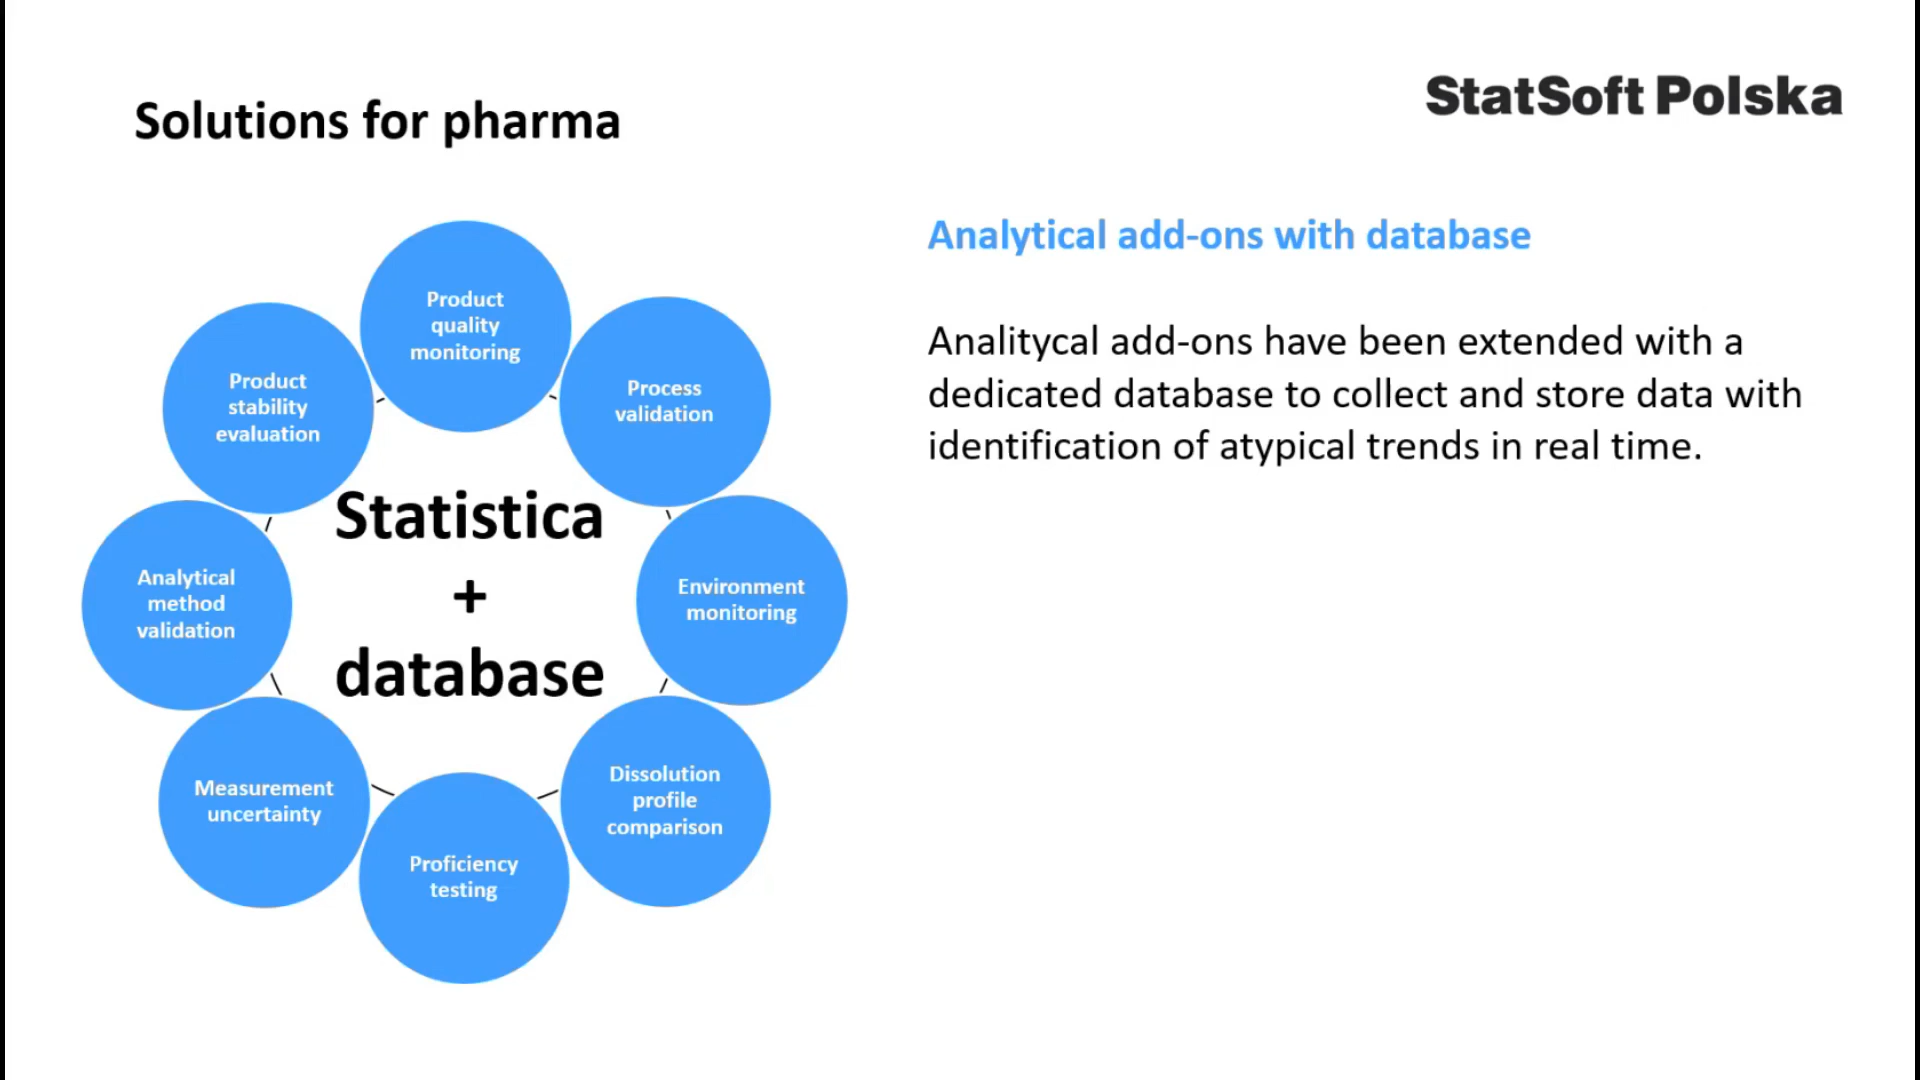 Solutions for pharma
StatSoft Polska
Product
quality
monitoring
Process
validation
Environment
monitoring
Dissolution
profile
comparison
Proficiency
testing
Measurement
uncertainty
Analytical
method
validation
Product
stability
evaluation
Statistica
+
database
Analytical add-ons with database
Analitycal add-ons have been extended with a
dedicated database to collect and store data with
identification of atypical trends in real time.